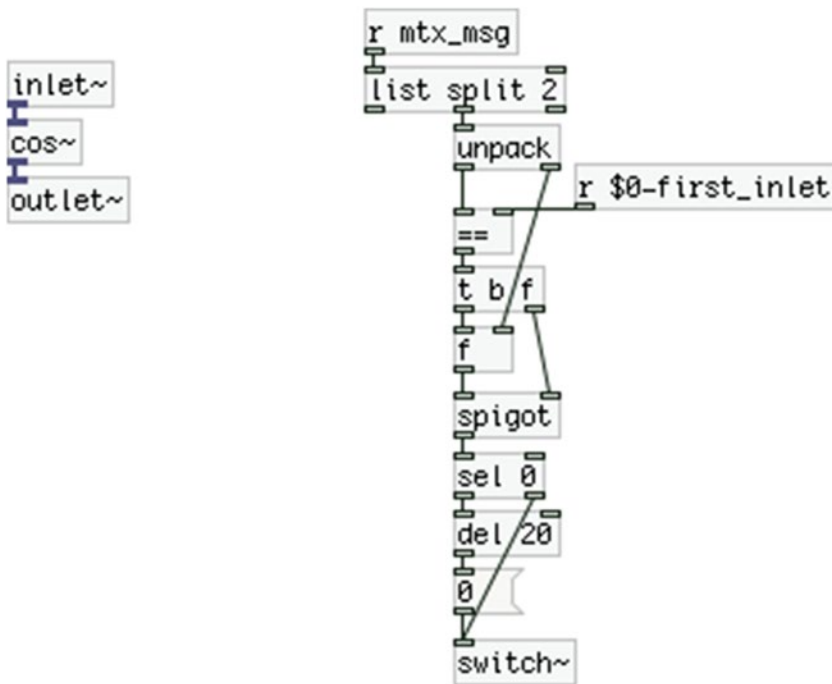 r mtx_msg
inlet~
list split 2
cos~
unpack
r $0-first_inlet
outlet~
==
t b f
f
spigot
sel 0
del 20
0
switch~